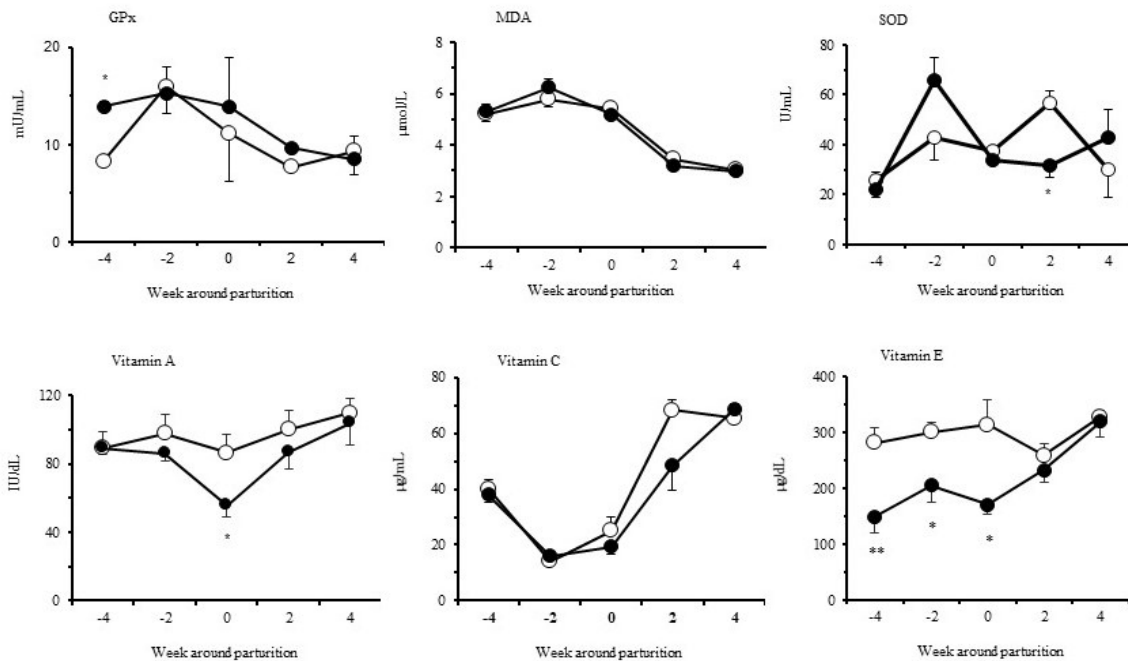 GPx
20
*
mU/mL
10
0
-4 -2 0 2 4
Week around parturition
MDA
8
6
µmol/L
4
2
0
-4 -2 0 2 4
Week around parturition
SOD
80
60
U/mL
40
20
*
0
-4 -2 0 2 4
Week around parturition
Vitamin A
120
80
IU/dL
40
*
0
-4 -2 0 2 4
Week around parturition
Vitamin C
80
60
µg/mL
40
20
0
-4 -2 0 2 4
Week around parturition
Vitamin E
400
300
µg/dL
200
100
** * *
0
-4 -2 0 2 4
Week around parturition